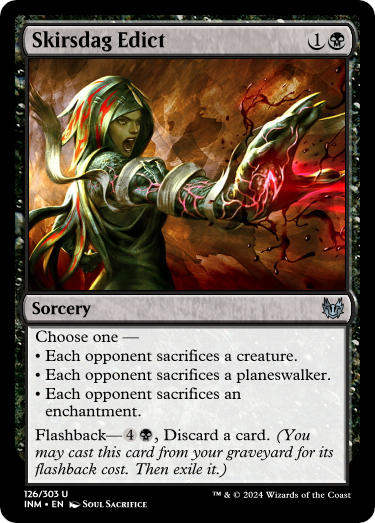 Skirsdag Edict 1
Sorcery
Choose one —
• Each opponent sacrifices a creature.
• Each opponent sacrifices a planeswalker.
• Each opponent sacrifices an
enchantment.
Flashback—4, Discard a card. (You
may cast this card from your graveyard for its
flashback cost. Then exile it.)
126/303 U
INM • EN Soul Sacrifice
™ & © 2024 Wizards of the Coast